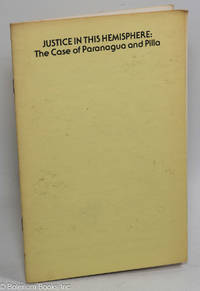 JUSTICE IN THIS HEMISPHERE:
The Case of Paranagua and Pilla
© Bolerium Books, Inc.